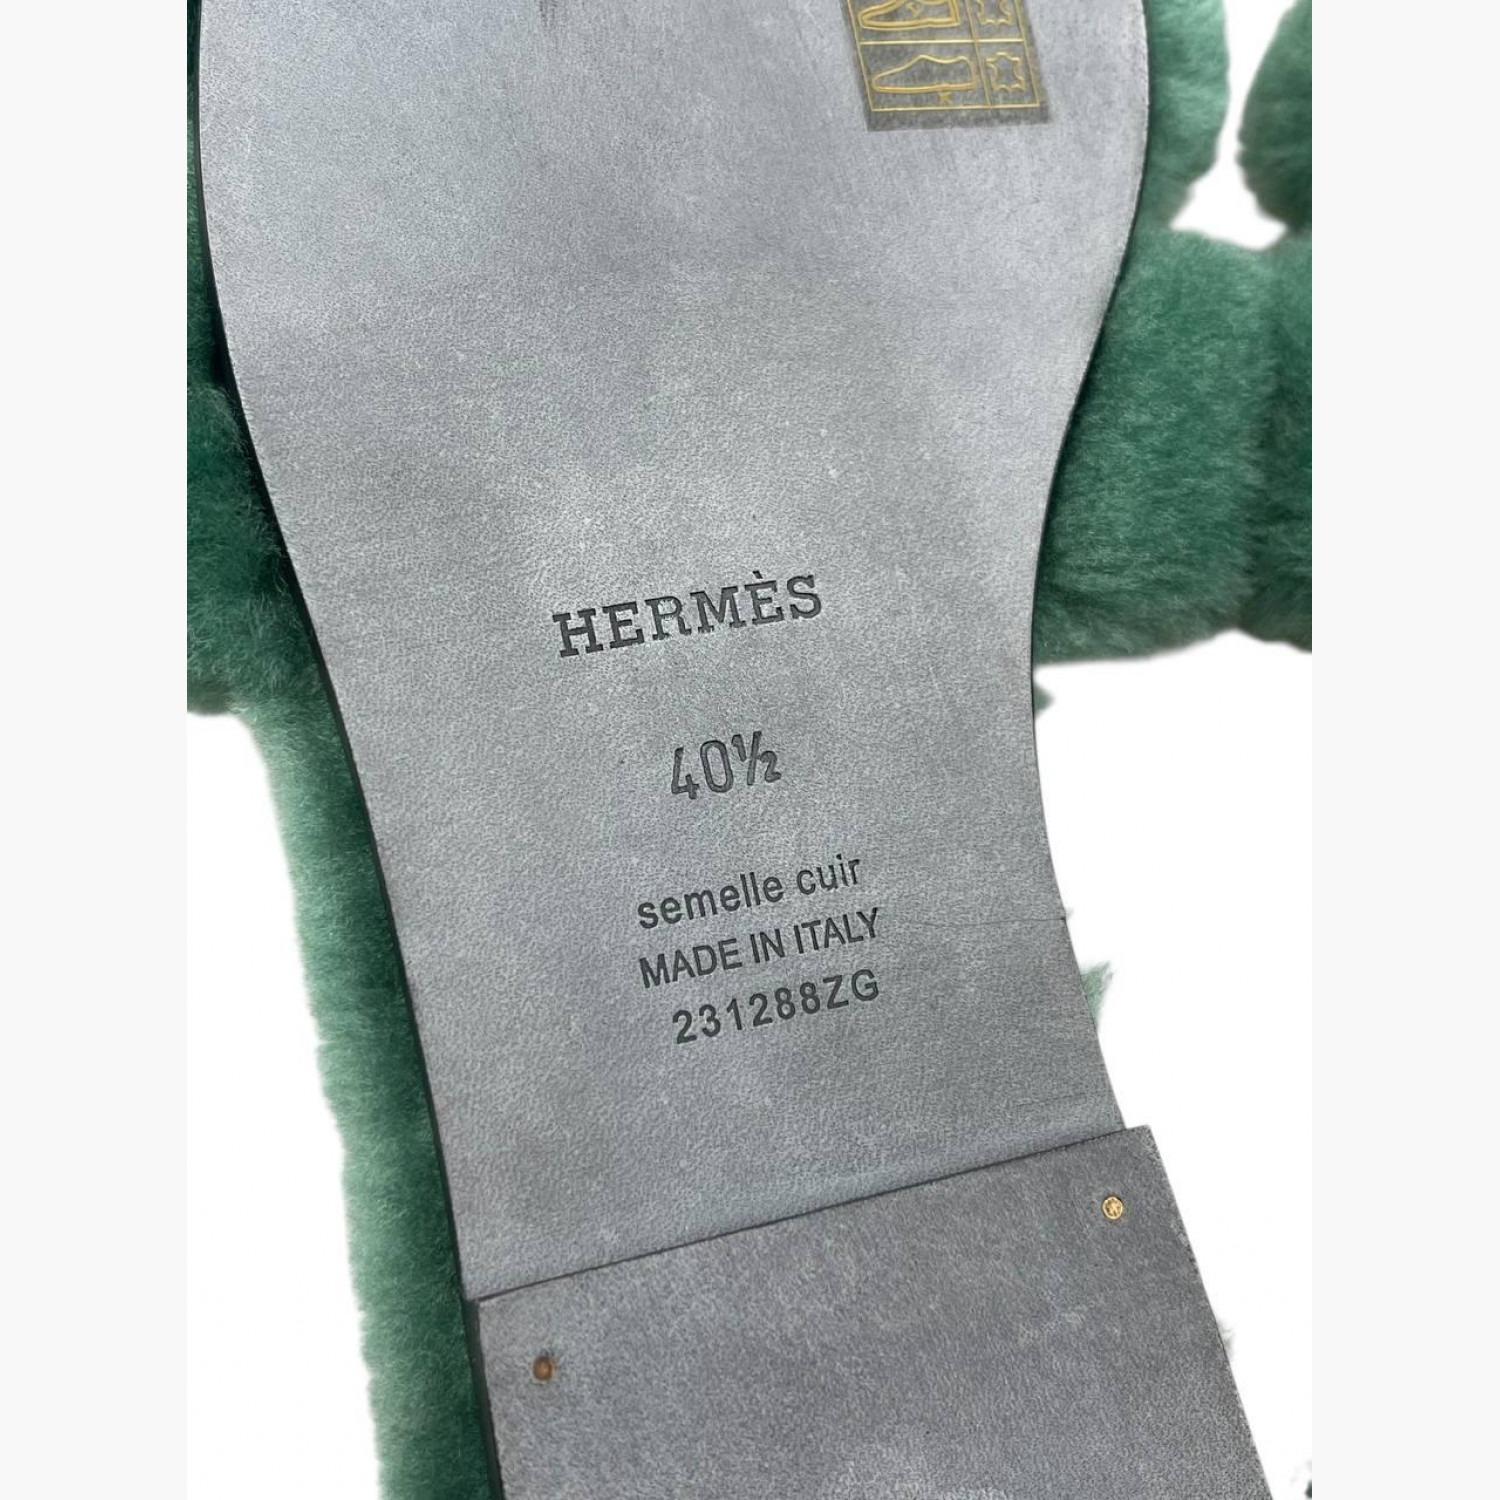 HERMÈS
40½
semelle cuir
MADE IN ITALY
231288ZG